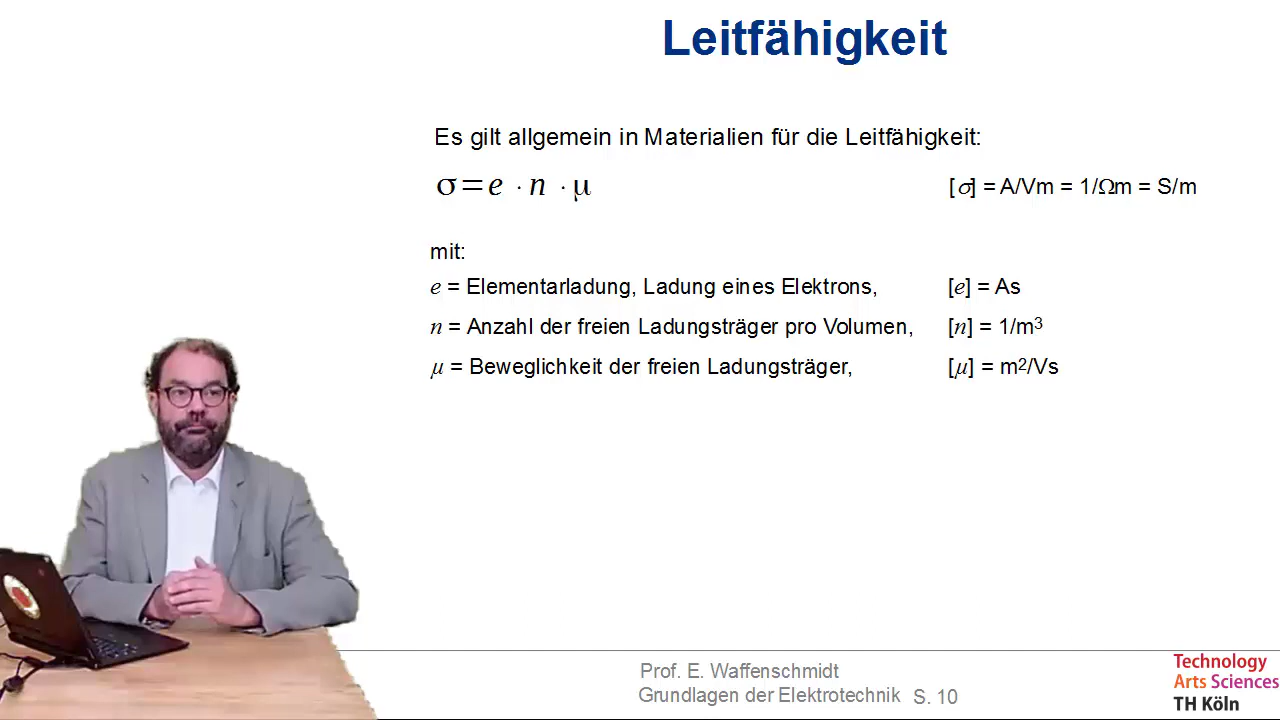 Leitfähigkeit
Es gilt allgemein in Materialien für die Leitfähigkeit:
σ=e · n · μ [σ] = A/Vm = 1/Ωm = S/m
mit:
e = Elementarladung, Ladung eines Elektrons, [e] = As
n = Anzahl der freien Ladungsträger pro Volumen, [n] = 1/m³
μ = Beweglichkeit der freien Ladungsträger, [μ] = m²/Vs
Prof. E. Waffenschmidt
Grundlagen der Elektrotechnik S. 10
Technology
Arts Sciences
TH Köln